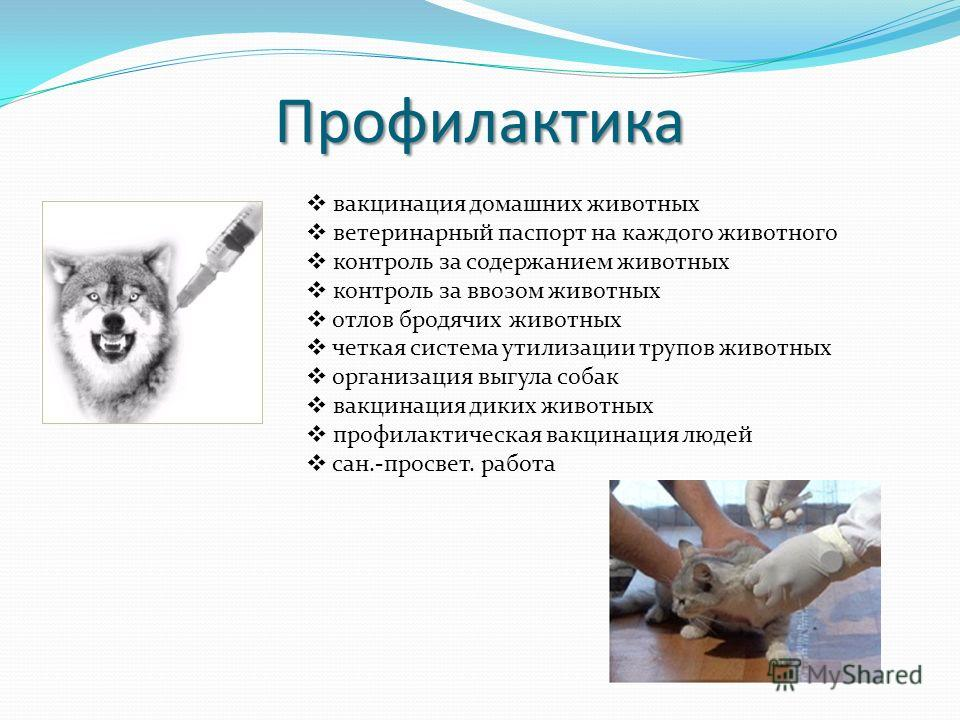 Профилактика
❖ вакцинация домашних животных
❖ ветеринарный паспорт на каждого животного
❖ контроль за содержанием животных
❖ контроль за ввозом животных
❖ отлов бродячих животных
❖ четкая система утилизации трупов животных
❖ организация выгула собак
❖ вакцинация диких животных
❖ профилактическая вакцинация людей
❖ сан.-просвет. работа
MyShared